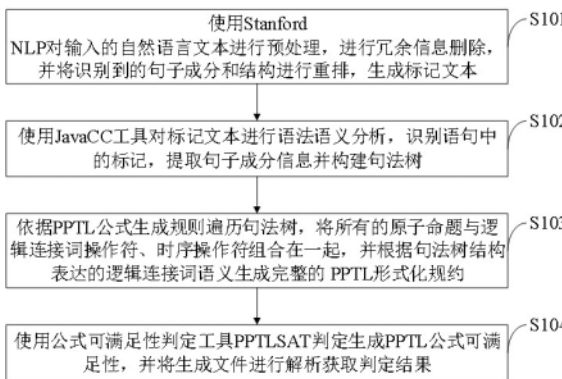 使用Stanford
NLP对输入的自然语言文本进行预处理，进行冗余信息删除，
并将识别到的句子成分和结构进行重排，生成标记文本
S101
使用JavaCC工具对标记文本进行语法语义分析，识别语句中
的标记，提取句子成分信息并构建句法树
S102
依据PPTL公式生成规则遍历句法树，将所有的原子命题与逻
辑连接词操作符、时序操作符组合在一起，并根据句法树结构
表达的逻辑连接词语义生成完整的 PPTL形式化规约
S103
使用公式可满足性判定工具PPTLSAT判定生成PPTL公式可满
足性，并将生成文件进行解析获取判定结果
S104